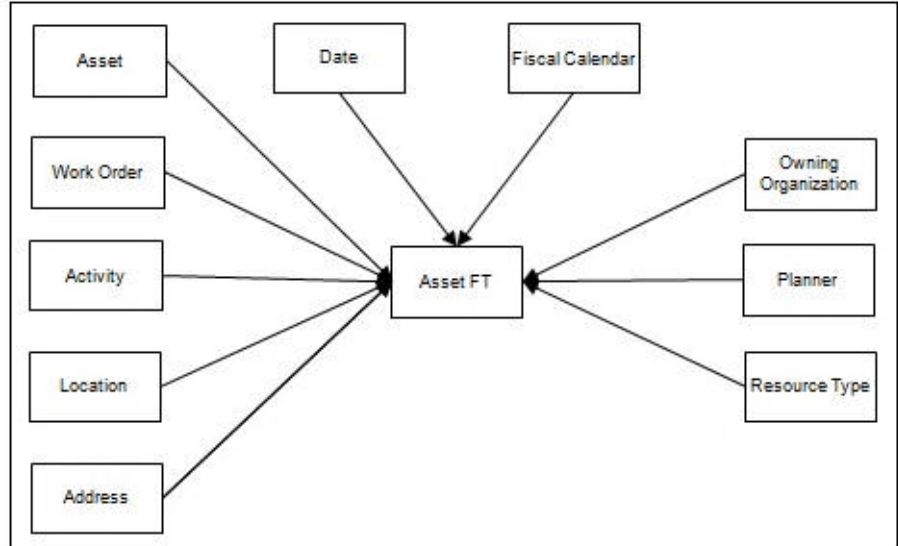 Asset
Date
Fiscal Calendar
Work Order
Owning
Organization
Activity
Asset FT
Planner
Location
Resource Type
Address